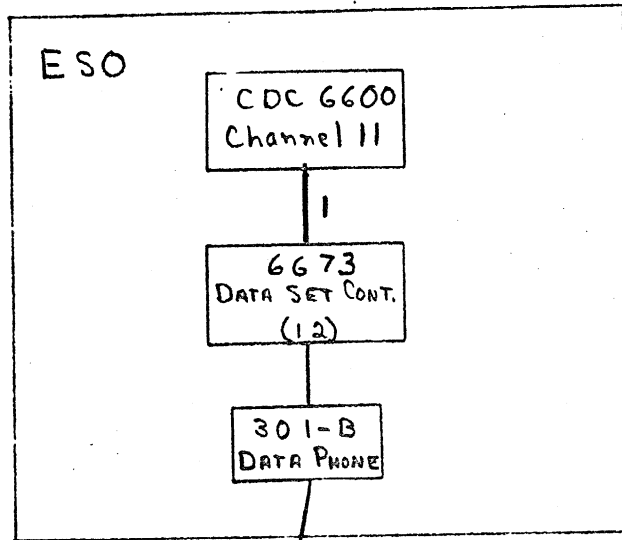 ESO
CDC 6600
Channel 11
1
6673
DATA SET CONT.
(12)
301-B
DATA PHONE